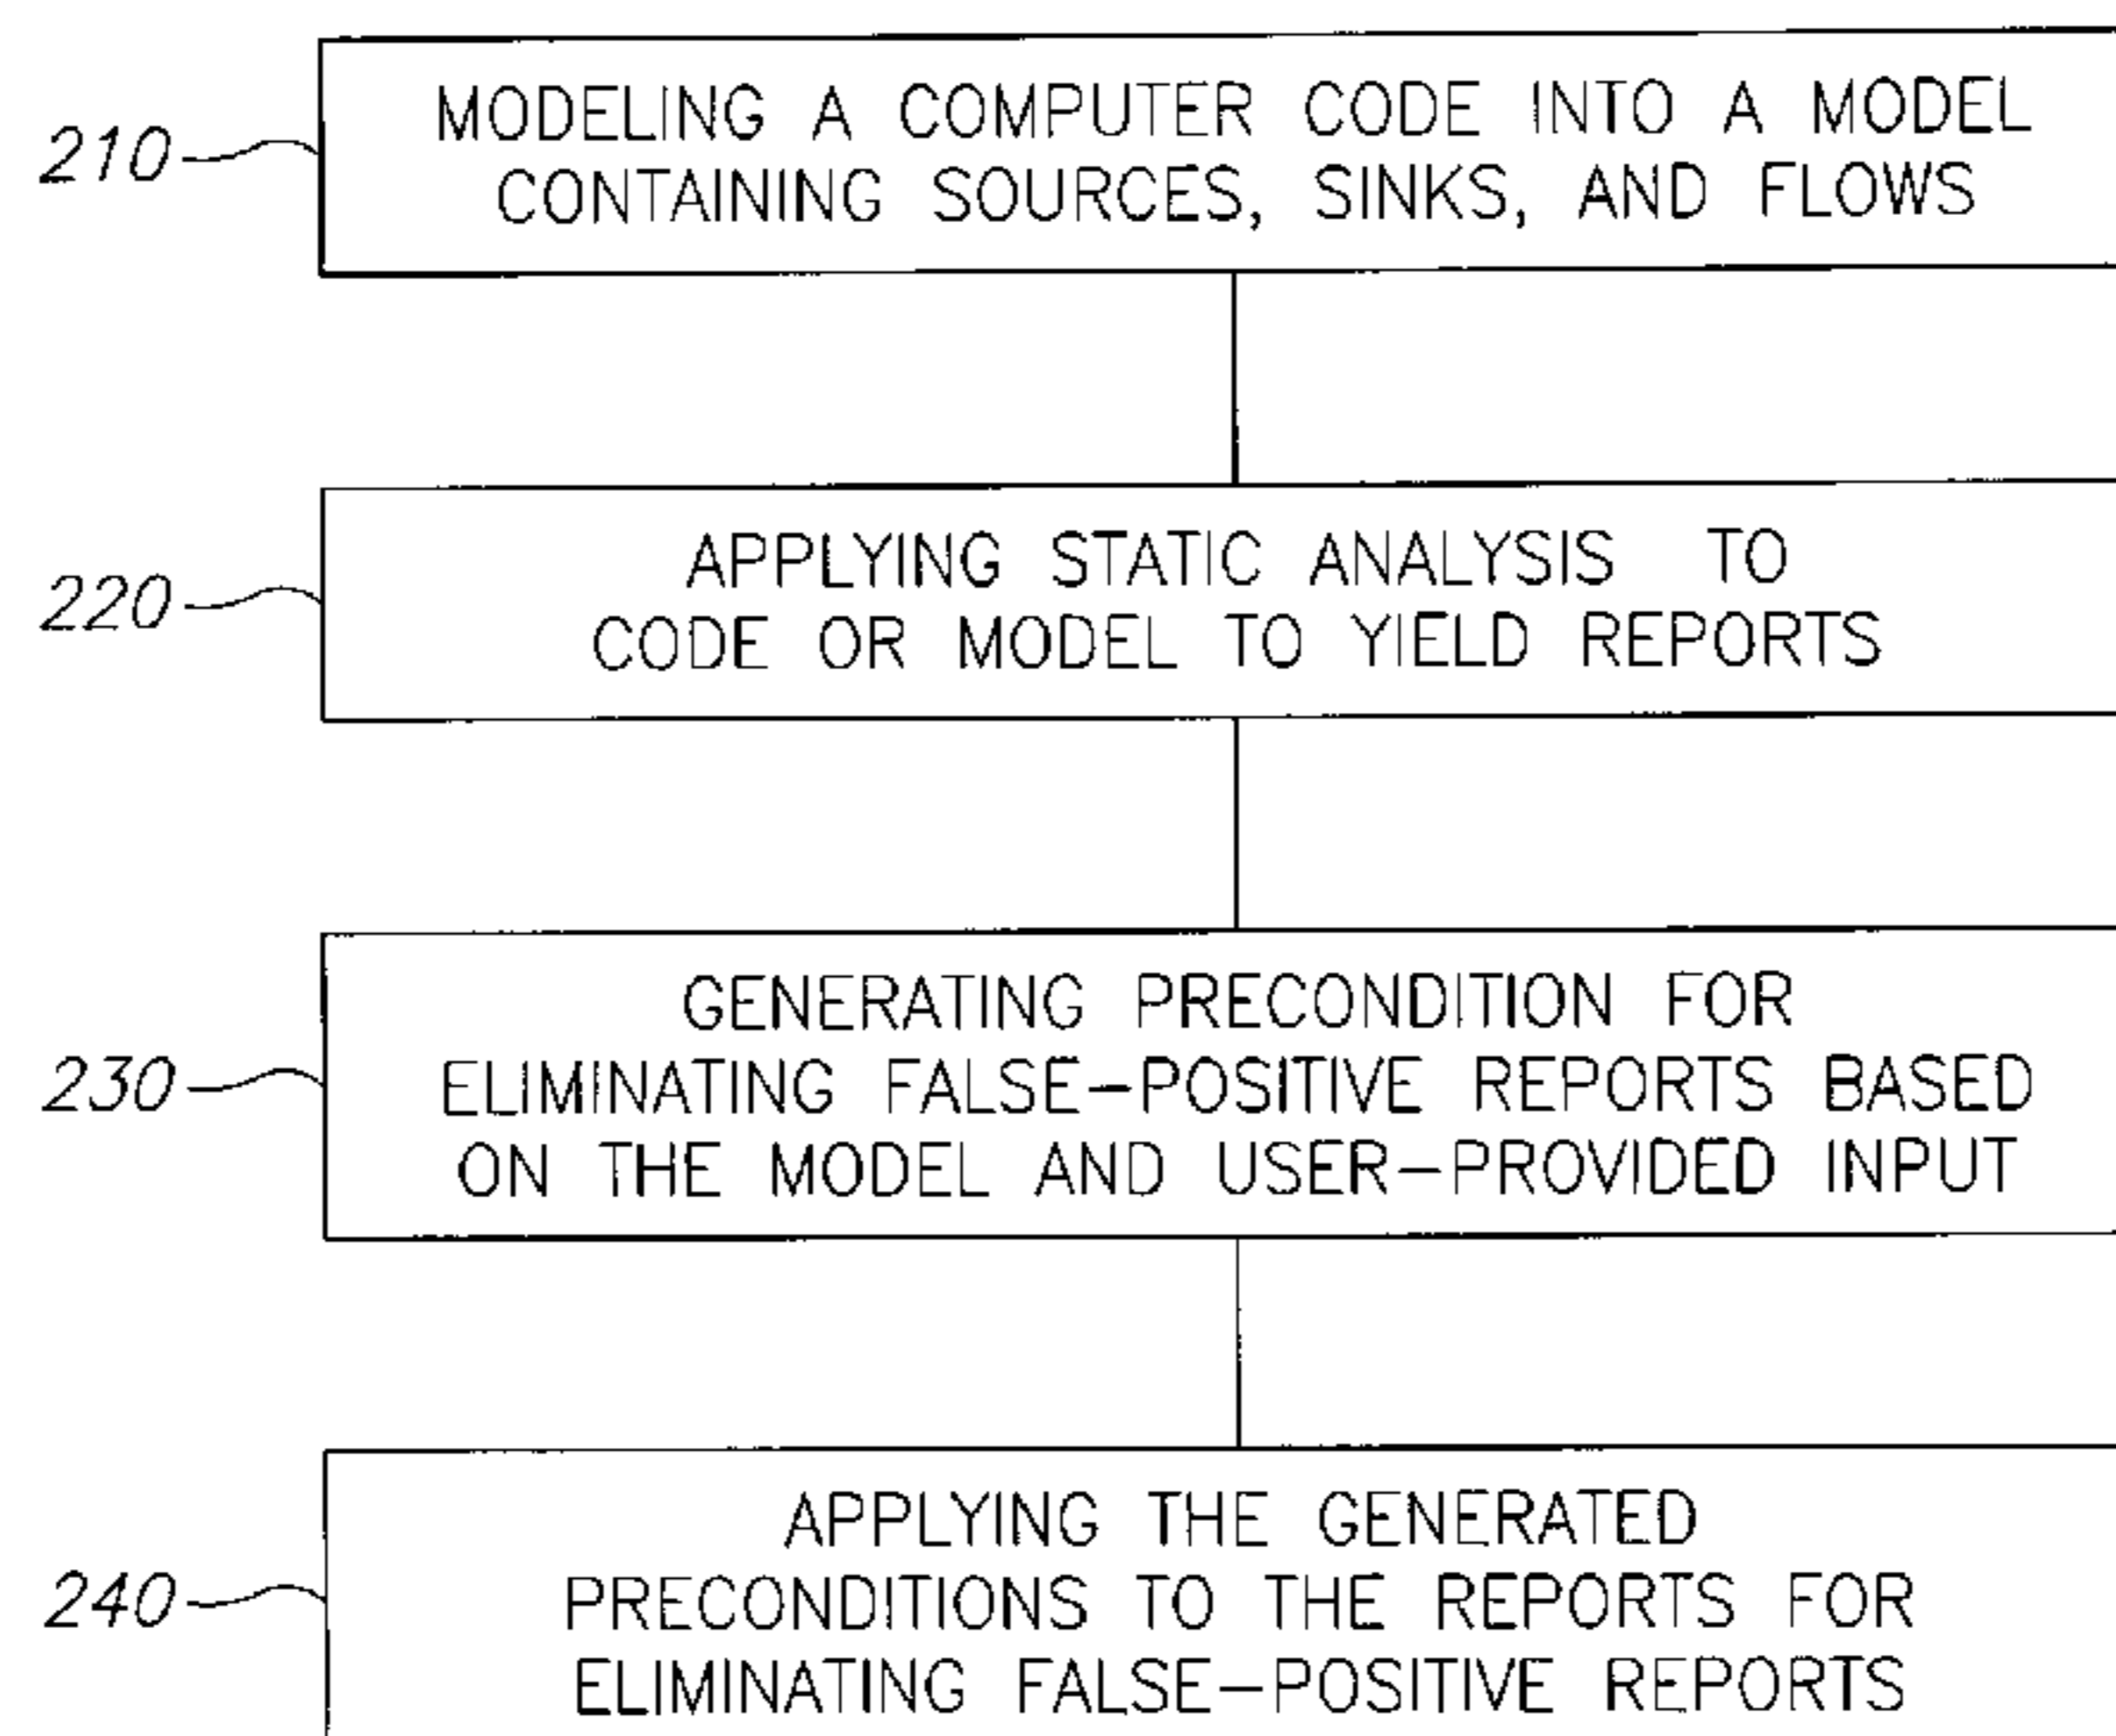 MODELING A COMPUTER CODE INTO A MODEL
210
CONTAINING SOURCES, SINKS, AND FLOWS
APPLYING STATIC ANALYSIS TO
220
CODE OR MODEL TO YIELD REPORTS
GENERATING PRECONDITION FOR
230
ELIMINATING FALSE-POSITIVE REPORTS BASED
ON THE MODEL AND USER-PROVIDED INPUT
APPLYING THE GENERATED
240
PRECONDITIONS TO THE REPORTS FOR
ELIMINATING FALSE-POSITIVE REPORTS